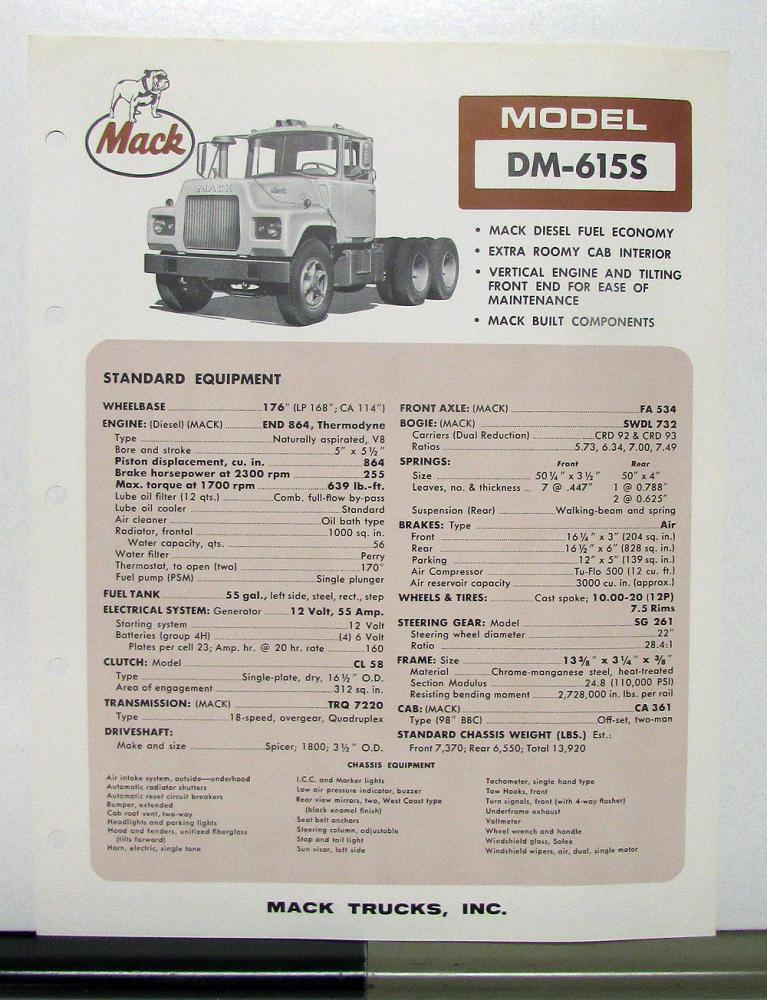 Mack
MACK
MODEL
DM-615S
• MACK DIESEL FUEL ECONOMY
• EXTRA ROOMY CAB INTERIOR
• VERTICAL ENGINE AND TILTING
FRONT END FOR EASE OF
MAINTENANCE
• MACK BUILT COMPONENTS
STANDARD EQUIPMENT
WHEELBASE 176" (LP 168"; CA 114")
ENGINE: (Diesel) (MACK) END 864, Thermodyne
Type Naturally aspirated, V8
Bore and stroke 5" x 5½"
Piston displacement, cu. in. 864
Brake horsepower at 2300 rpm 255
Max. torque at 1700 rpm 639 lb.-ft.
Lube oil filter (12 qts.) Comb. full-flow by-pass
Lube oil cooler Standard
Air cleaner Oil bath type
Radiator, frontal 1000 sq. in.
Water capacity, qts. 56
Water filter Perry
Thermostat, to open (two) 170°
Fuel pump (PSM) Single plunger
FUEL TANK 55 gal., left side, steel, rect., step
ELECTRICAL SYSTEM: Generator 12 Volt, 55 Amp.
Starting system 12 Volt
Batteries (group 4H) (4) 6 Volt
Plates per cell 23; Amp. hr. @ 20 hr. rate 160
CLUTCH: Model CL 58
Type Single-plate, dry, 16½" O.D.
Area of engagement 312 sq. in.
TRANSMISSION: (MACK) TRQ 7220
Type 18-speed, overgear, Quadruplex
DRIVESHAFT:
Make and size Spicer; 1800; 3½" O.D.
FRONT AXLE: (MACK) FA 534
BOGIE: (MACK) SWDL 732
Carriers (Dual Reduction) CRD 92 & CRD 93
Ratios 5.73, 6.34, 7.00, 7.49
SPRINGS: Front Rear
Size 50¼" x 3½" 50" x 4"
Leaves, no. & thickness 7 @ .447" 1 @ 0.788"
2 @ 0.625"
Suspension (Rear) Walking-beam and spring
BRAKES: Type Air
Front 16¼" x 3" (204 sq. in.)
Rear 16½" x 6" (828 sq. in.)
Parking 12" x 5" (139 sq. in.)
Air Compressor Tu-Flo 500 (12 cu. ft.)
Air reservoir capacity 3000 cu. in. (approx.)
WHEELS & TIRES: Cast spoke; 10.00-20 (12P)
7.5 Rims
STEERING GEAR: Model SG 261
Steering wheel diameter 22"
Ratio 28.4:1
FRAME: Size 13⅜" x 3¼" x ⅜"
Material Chrome-manganese steel, heat-treated
Section Modulus 24.8 (110,000 PSI)
Resisting bending moment 2,728,000 in. lbs. per rail
CAB: (MACK) CA 361
Type (98" BBC) Off-set, two-man
STANDARD CHASSIS WEIGHT (LBS.) Est.:
Front 7,370; Rear 6,550; Total 13,920
CHASSIS EQUIPMENT
Air intake system, outside—underhood
Automatic radiator shutters
Automatic reset circuit breakers
Bumper, extended
Cab roof vent, two-way
Headlights and parking lights
Hood and fenders, unitized fiberglass
(tilts forward)
Horn, electric, single tone
I.C.C. and Marker lights
Low air pressure indicator, buzzer
Rear view mirrors, two, West Coast type
(black enamel finish)
Seat belt anchors
Steering column, adjustable
Stop and tail light
Sun visor, left side
Tachometer, single hand type
Tow Hooks, front
Turn signals, front (with 4-way flasher)
Underframe exhaust
Voltmeter
Wheel wrench and handle
Windshield glass, Solex
Windshield wipers, air, dual, single motor
MACK TRUCKS, INC.